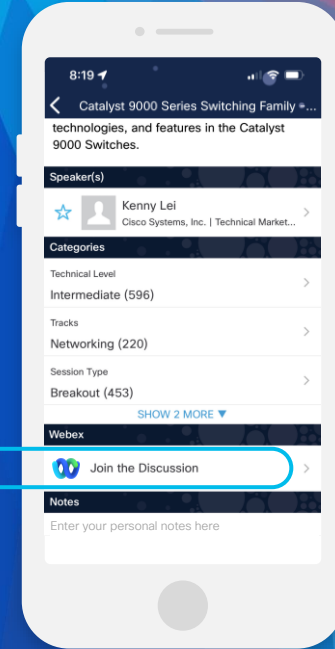 8:19
Catalyst 9000 Series Switching Family -...
technologies, and features in the Catalyst
9000 Switches.
Speaker(s)
Kenny Lei
Cisco Systems, Inc. | Technical Market...
Categories
Technical Level
Intermediate (596)
Tracks
Networking (220)
Session Type
Breakout (453)
SHOW 2 MORE ▼
Webex
Join the Discussion
Notes
Enter your personal notes here